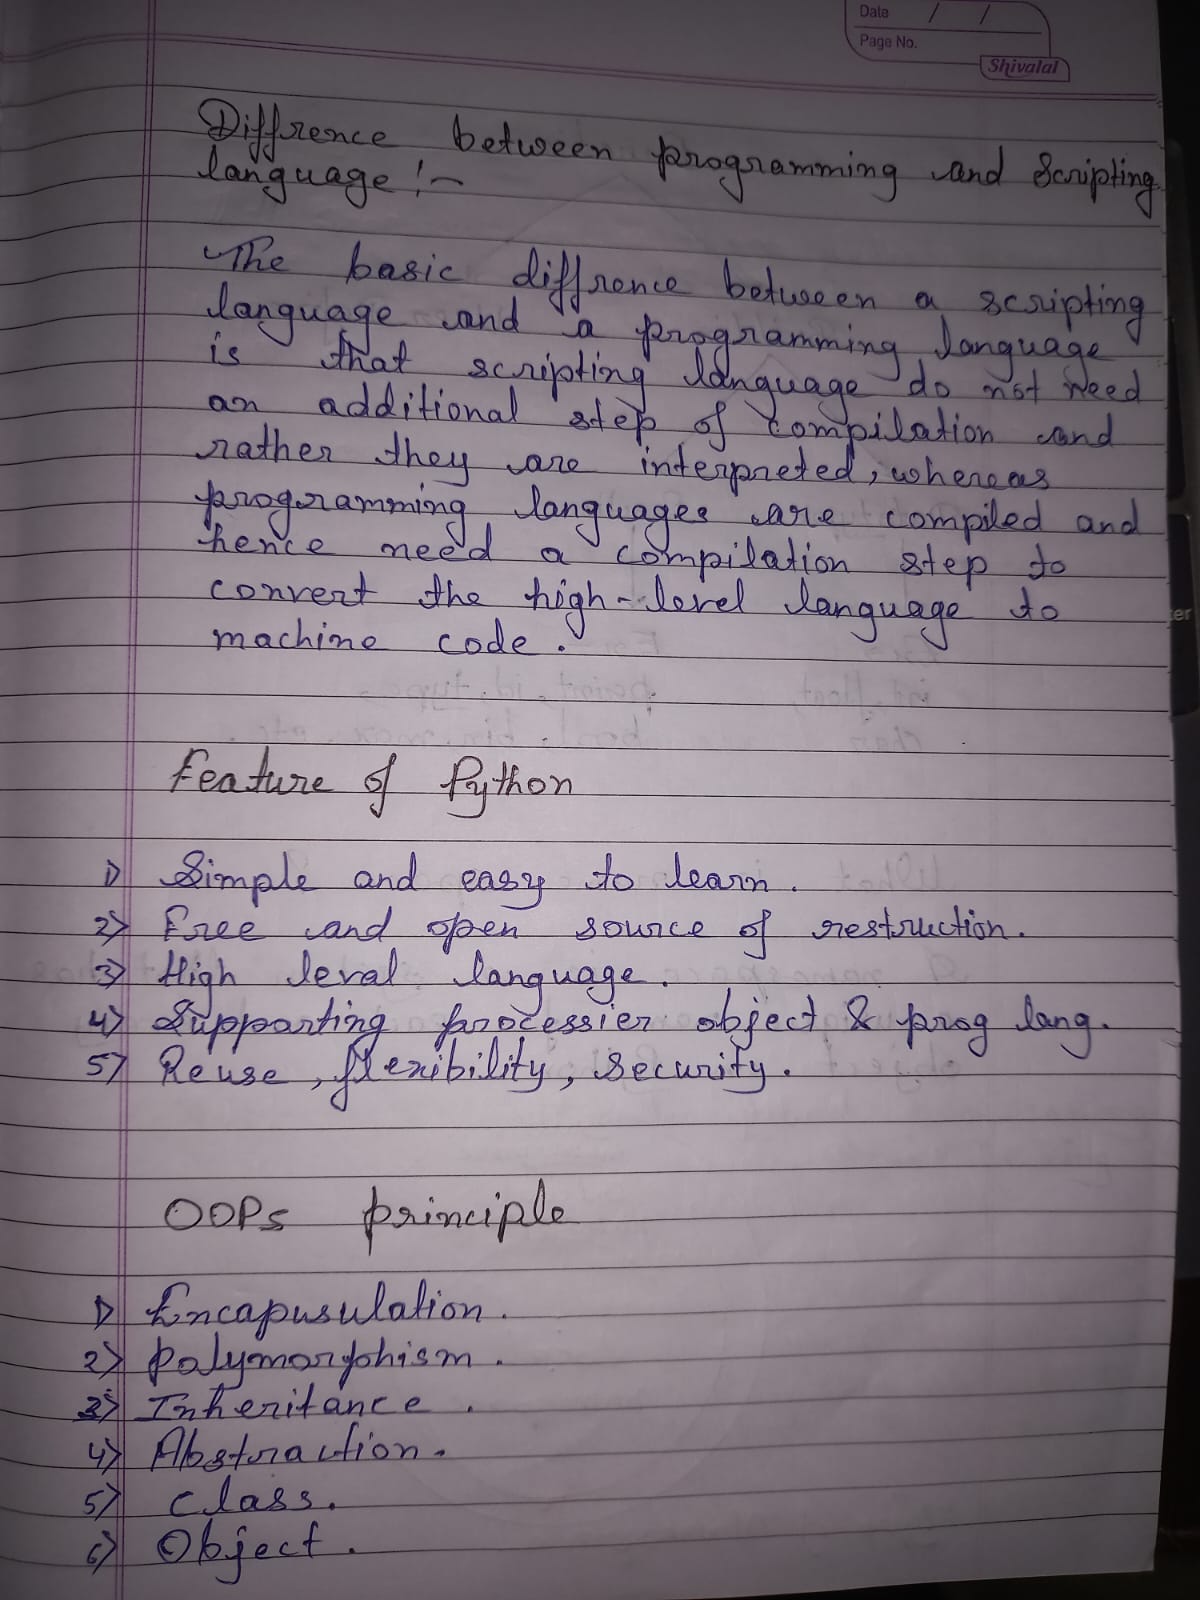 Date / /
Page No.
Shivalal
Diffrence between programming and Scripting
language :-
The basic diffrence between a scripting
language and a programming language
is that scripting language do not need
an additional step of compilation and
rather they are interpreted, whereas
programming languages are compiled and
hence need a compilation step to
convert the high-level language to
machine code.
Feature of Python
1) Simple and easy to learn.
2) Free and open source of restruction.
3) High leval language.
4) Supparting processier object & prog lang.
5) Reuse, flexibility, security.
OOPs principle
1) Encapusulation.
2) Polymorphism.
3) Inheritance.
4) Abstraction.
5) Class.
6) Object.